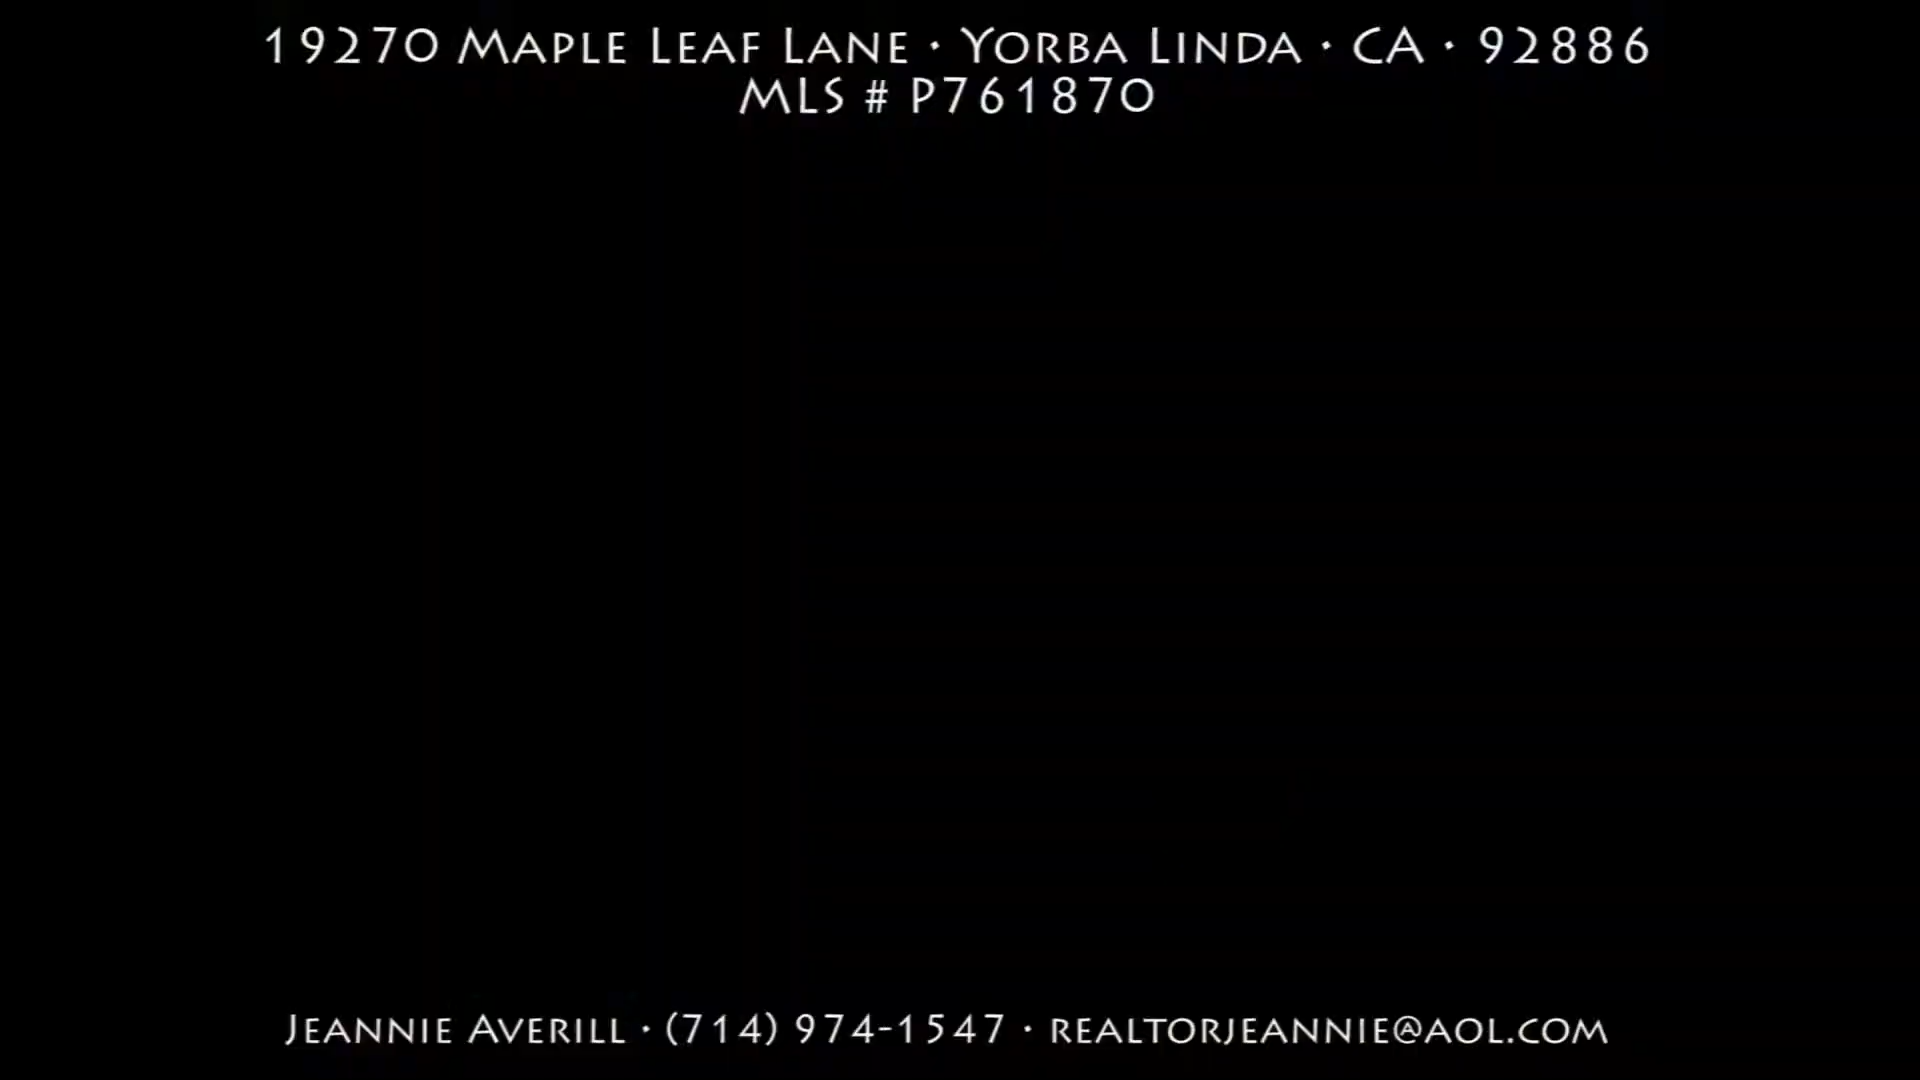 19270 Maple Leaf Lane · Yorba Linda · CA · 92886
MLS # P761870
Jeannie Averill · (714) 974-1547 · realtorjeannie@aol.com